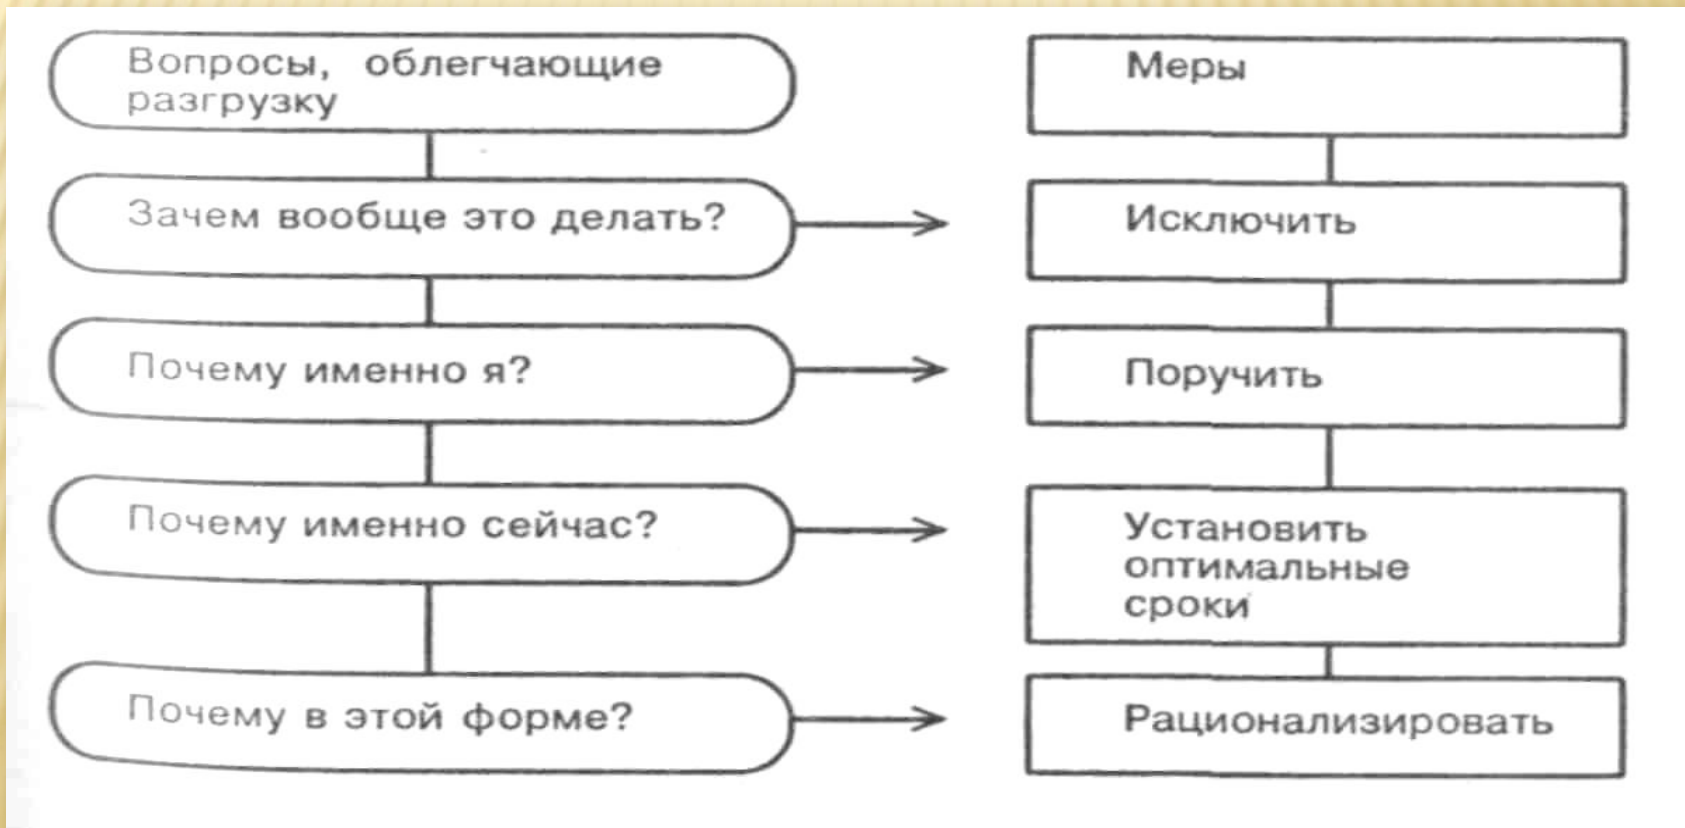 Вопросы, облегчающие
разгрузку
Меры
Зачем вообще это делать?
Исключить
Почему именно я?
Поручить
Почему именно сейчас?
Установить
оптимальные
сроки
Почему в этой форме?
Рационализировать